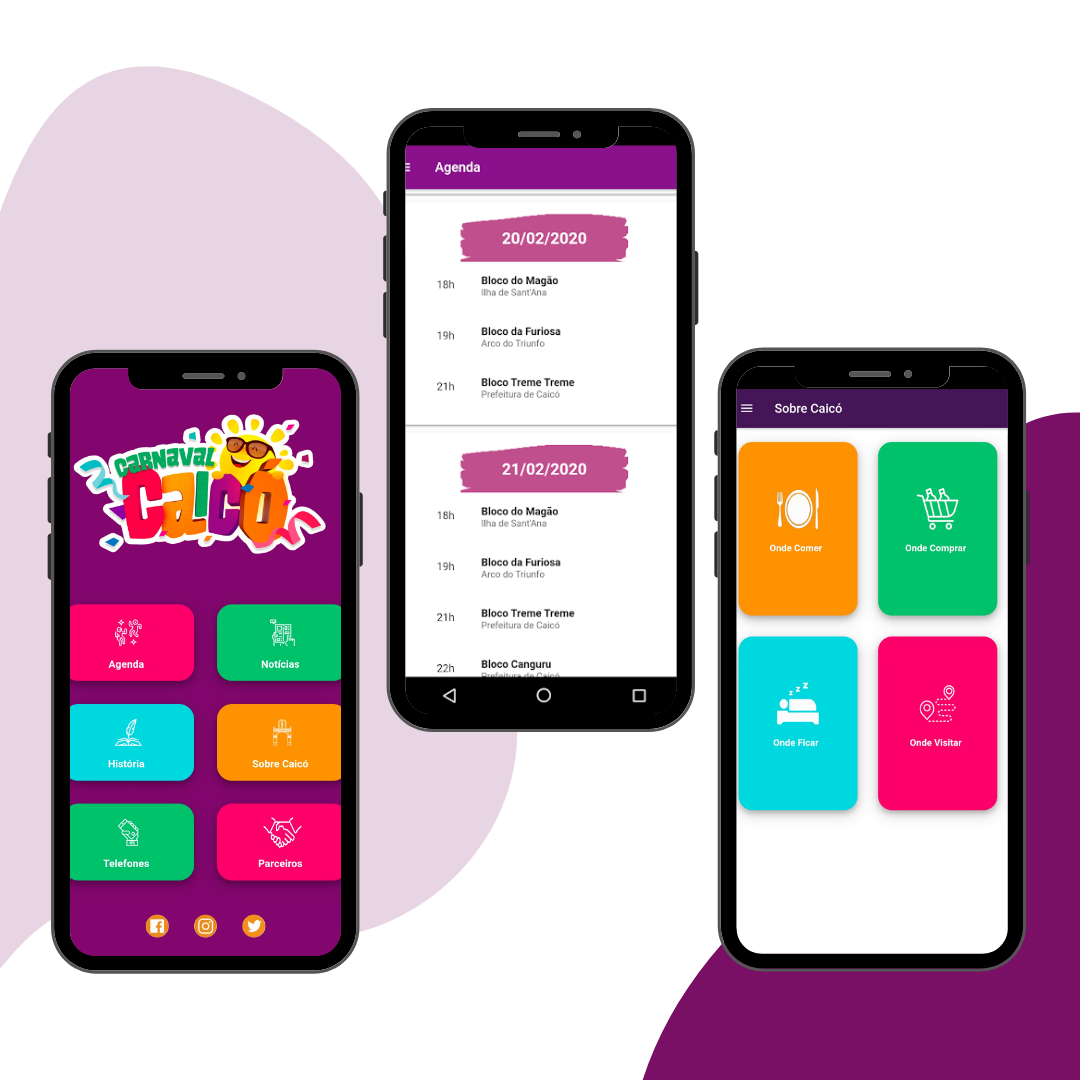 CARNAVAL
CAICÓ
Agenda
Notícias
História
Sobre Caicó
Telefones
Parceiros
Agenda
20/02/2020
18h
Bloco do Magão
Ilha de Sant'Ana
19h
Bloco da Furiosa
Arco do Triunfo
21h
Bloco Treme Treme
Prefeitura de Caicó
21/02/2020
18h
Bloco do Magão
Ilha de Sant'Ana
19h
Bloco da Furiosa
Arco do Triunfo
21h
Bloco Treme Treme
Prefeitura de Caicó
22h
Bloco Canguru
Prefeitura de Caicó
Sobre Caicó
Onde Comer
Onde Comprar
z z z
Onde Ficar
Onde Visitar